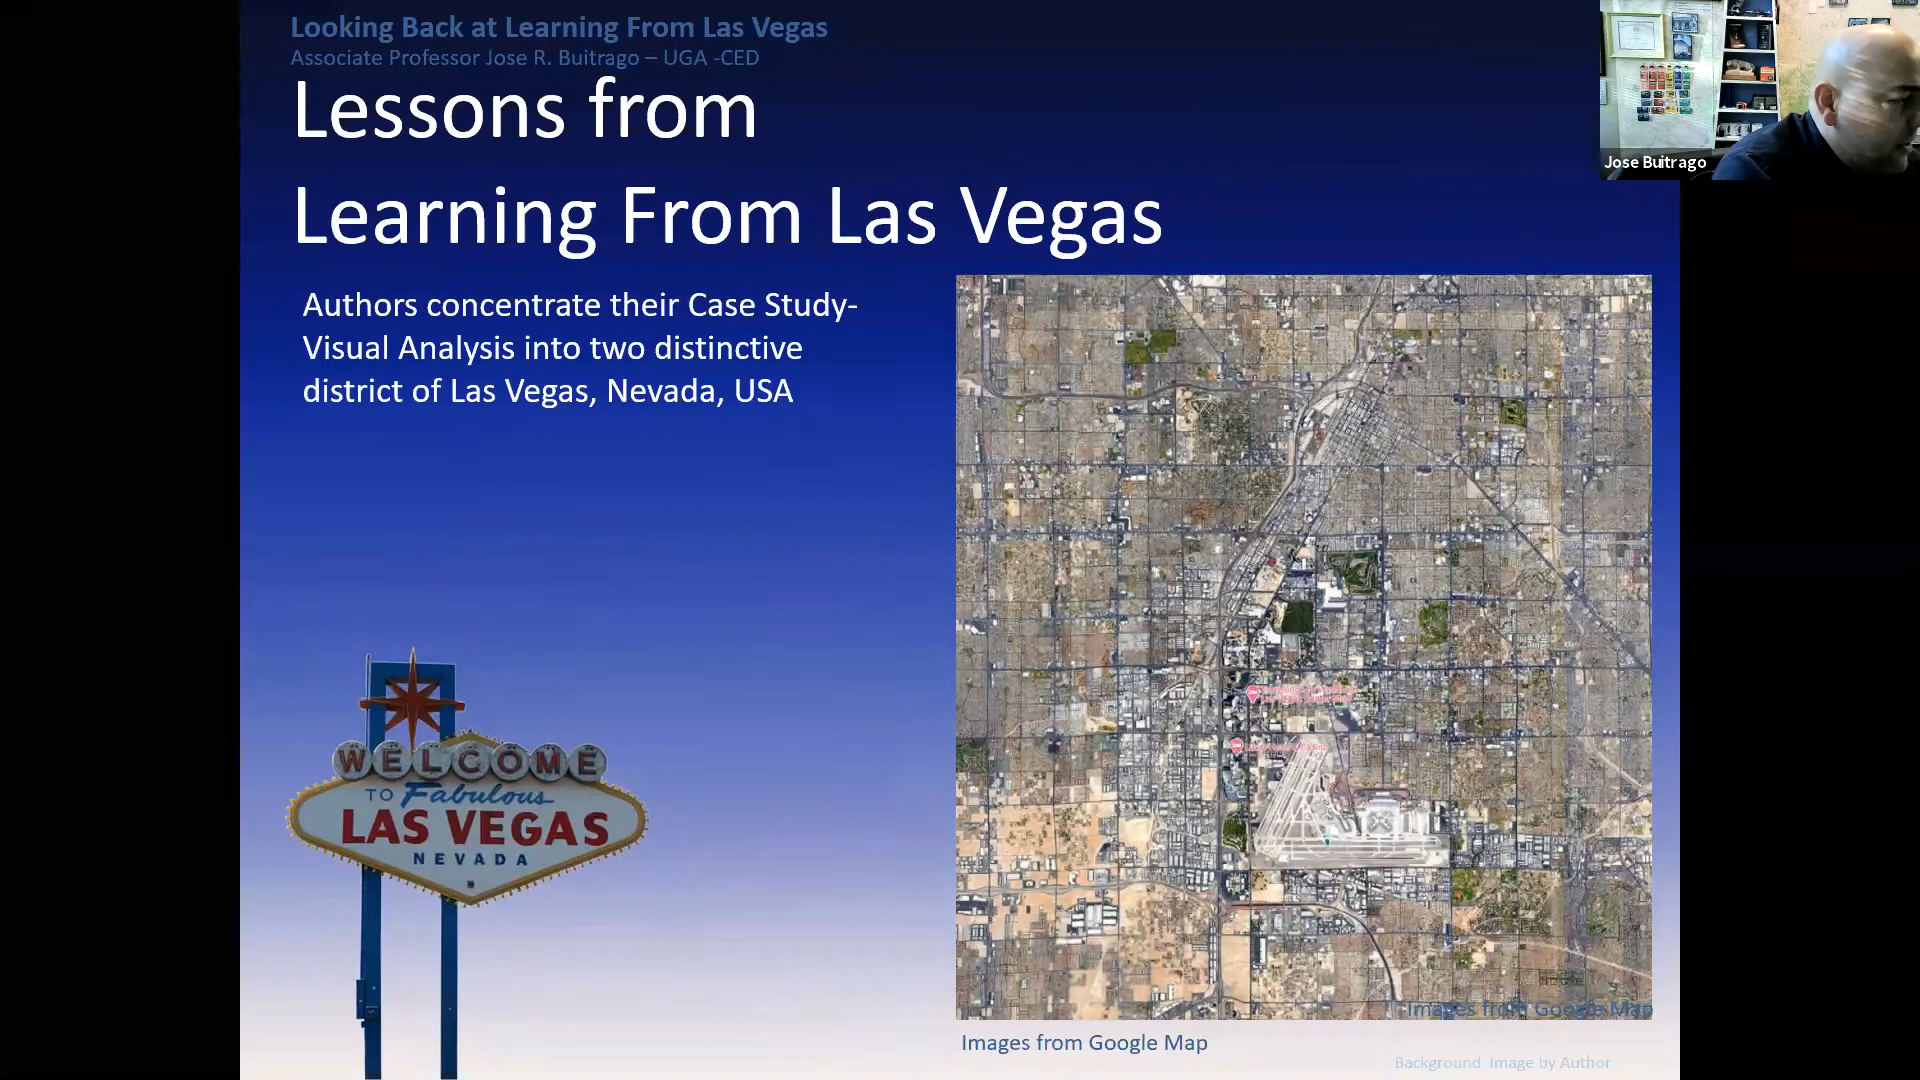 Looking Back at Learning From Las Vegas
Associate Professor Jose R. Buitrago – UGA -CED
Lessons from
Learning From Las Vegas
Authors concentrate their Case Study-
Visual Analysis into two distinctive
district of Las Vegas, Nevada, USA
Jose Buitrago
WELCOME
TO Fabulous
LAS VEGAS
NEVADA
Images from Google Map
Images from Google Map
Background Image by Author